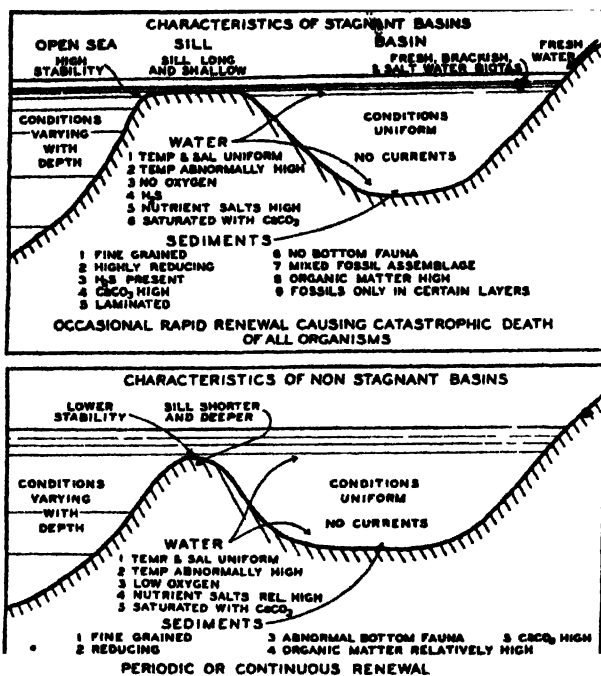 CHARACTERISTICS OF STAGNANT BASINS
OPEN SEA SILL BASIN
HIGH STABILITY
SILL LONG AND SHALLOW
FRESH, BRACKISH, & SALT WATER BIOTAS
FRESH WATER
CONDITIONS VARYING WITH DEPTH
CONDITIONS UNIFORM
NO CURRENTS
WATER
1 TEMP & SAL UNIFORM
2 TEMP ABNORMALLY HIGH
3 NO OXYGEN
4 H2S
5 NUTRIENT SALTS HIGH
6 SATURATED WITH CaCO3
SEDIMENTS
1 FINE GRAINED
2 HIGHLY REDUCING
3 H2S PRESENT
4 CaCO3 HIGH
5 LAMINATED
6 NO BOTTOM FAUNA
7 MIXED FOSSIL ASSEMBLAGE
8 ORGANIC MATTER HIGH
9 FOSSILS ONLY IN CERTAIN LAYERS
OCCASIONAL RAPID RENEWAL CAUSING CATASTROPHIC DEATH
OF ALL ORGANISMS
CHARACTERISTICS OF NON STAGNANT BASINS
LOWER STABILITY
SILL SHORTER AND DEEPER
CONDITIONS VARYING WITH DEPTH
CONDITIONS UNIFORM
NO CURRENTS
WATER
1 TEMP & SAL UNIFORM
2 TEMP ABNORMALLY HIGH
3 LOW OXYGEN
4 NUTRIENT SALTS REL. HIGH
5 SATURATED WITH CaCO3
SEDIMENTS
1 FINE GRAINED 3 ABNORMAL BOTTOM FAUNA 5 CaCO3 HIGH
2 REDUCING 4 ORGANIC MATTER RELATIVELY HIGH
PERIODIC OR CONTINUOUS RENEWAL